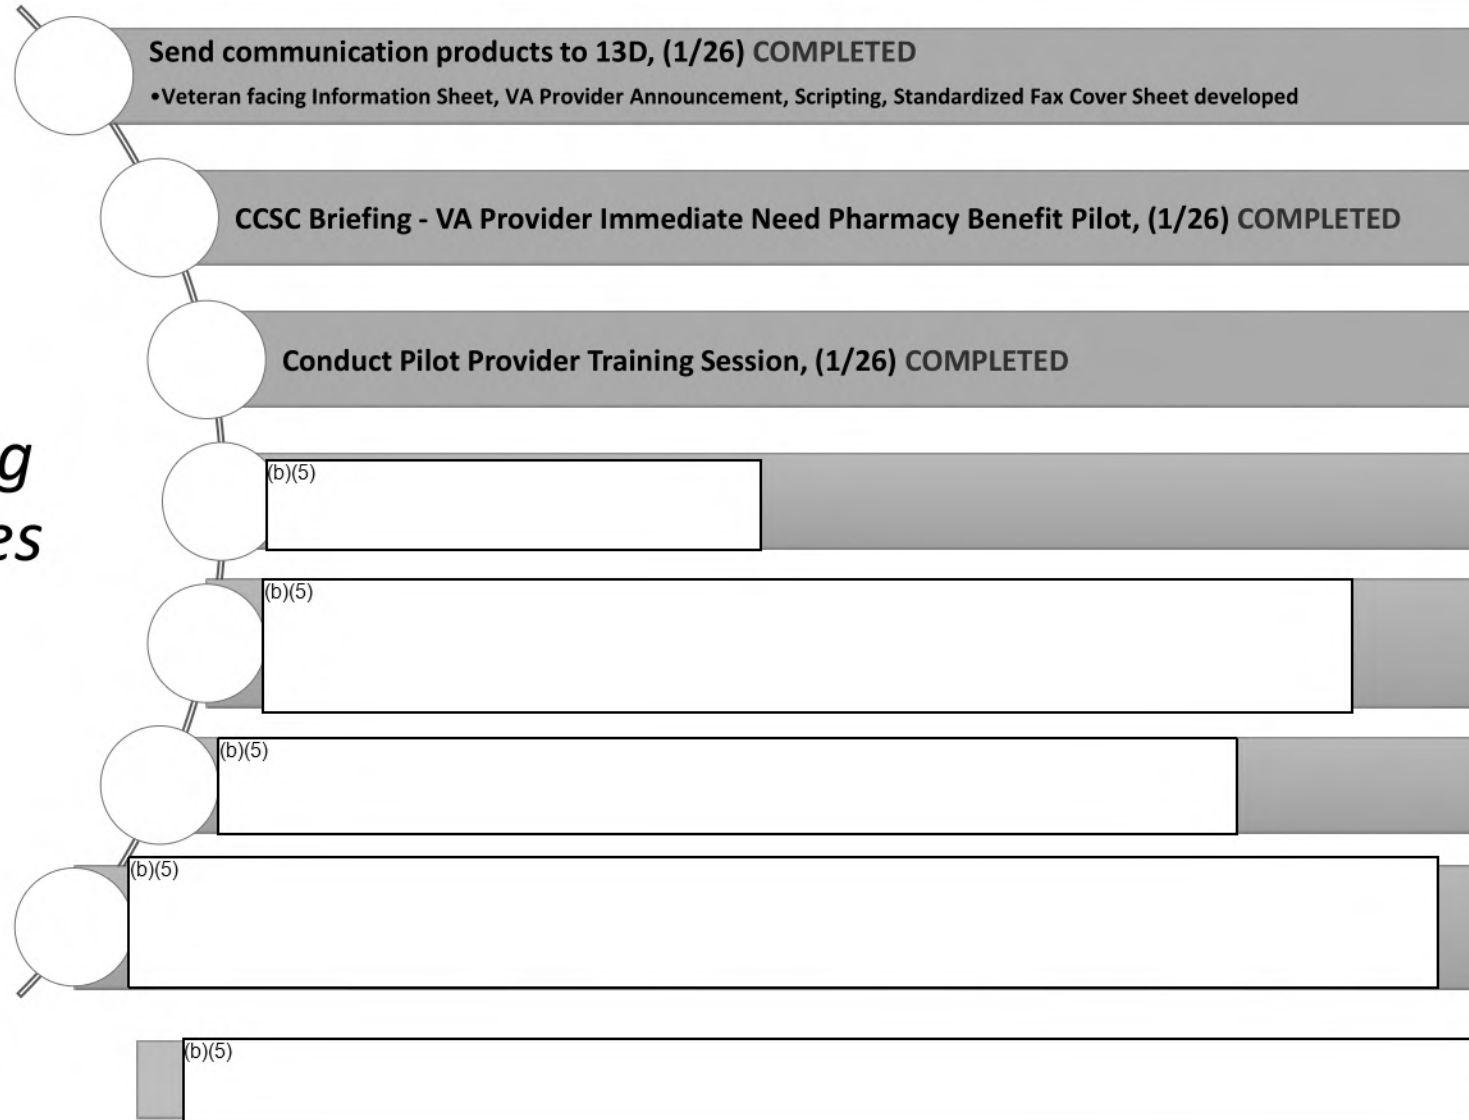 Send communication products to 13D, (1/26) COMPLETED
•Veteran facing Information Sheet, VA Provider Announcement, Scripting, Standardized Fax Cover Sheet developed
CCSC Briefing - VA Provider Immediate Need Pharmacy Benefit Pilot, (1/26) COMPLETED
Conduct Pilot Provider Training Session, (1/26) COMPLETED
g
es
(b)(5)
(b)(5)
(b)(5)
(b)(5)
(b)(5)